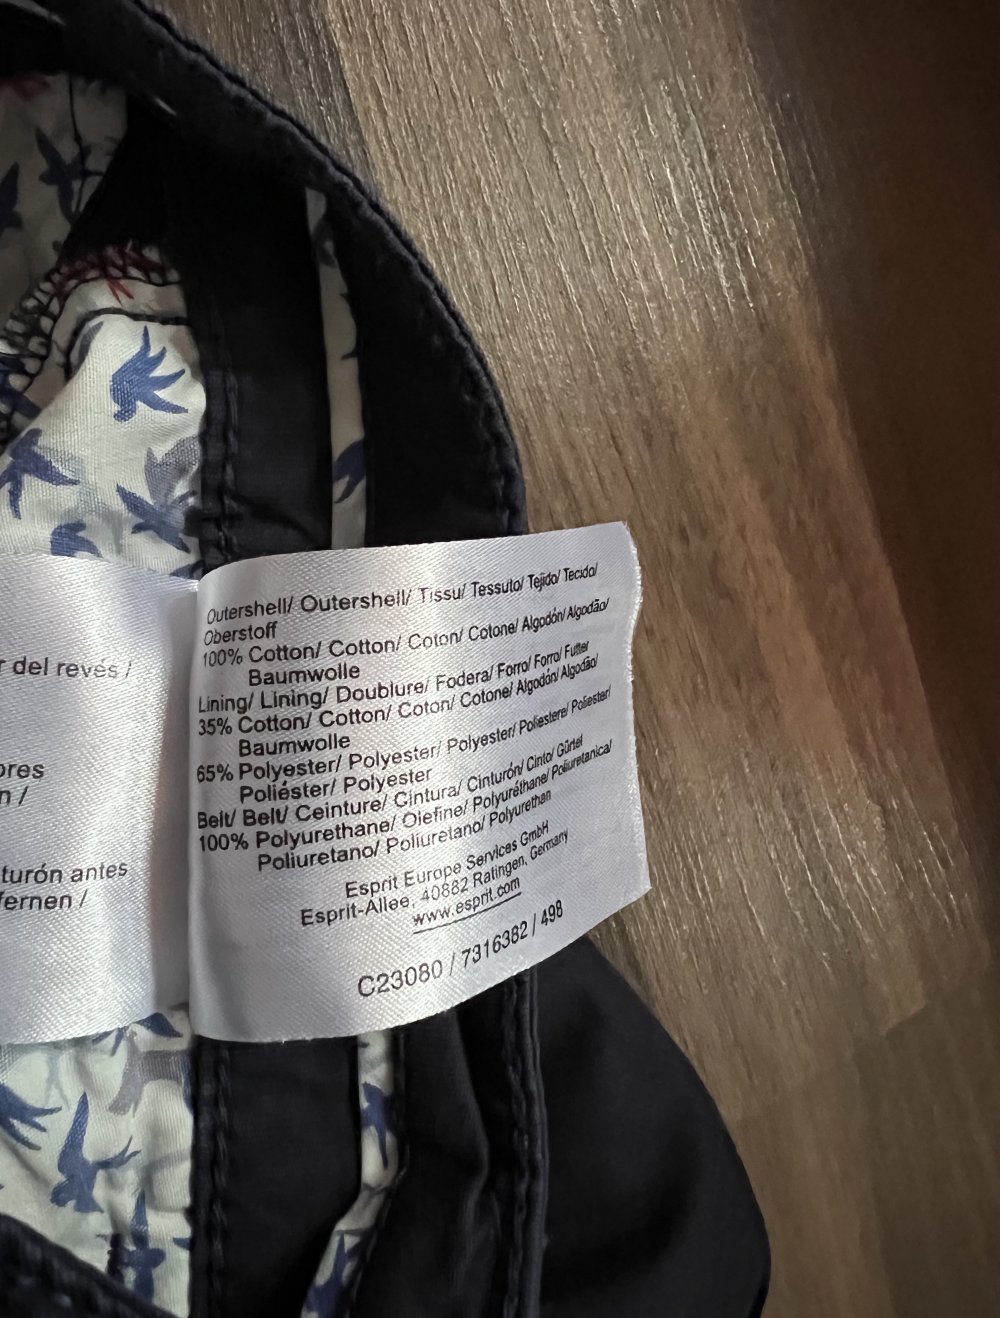 r del revés /
ores
n /
turón antes
fernen /
Outershell/ Outershell/ Tissu/ Tessuto/ Tejido/ Tecido/
Oberstoff
100% Cotton/ Cotton/ Coton/ Cotone/ Algodón/ Algodão/
Baumwolle
Lining/ Lining/ Doublure/ Fodera/ Forro/ Forro/ Futter
35% Cotton/ Cotton/ Coton/ Cotone/ Algodón/ Algodão/
Baumwolle
65% Polyester/ Polyester/ Polyester/ Poliestere/ Poliester/
Poliéster/ Polyester
Belt/ Belt/ Ceinture/ Cintura/ Cinturón/ Cinto/ Gürtel
100% Polyurethane/ Olefine/ Polyuréthane/ Poliuretanica/
Poliuretano/ Poliuretano/ Polyurethan
Esprit Europe Services GmbH
Esprit-Allee, 40882 Ratingen, Germany
www.esprit.com
C23080 / 7316382 / 498